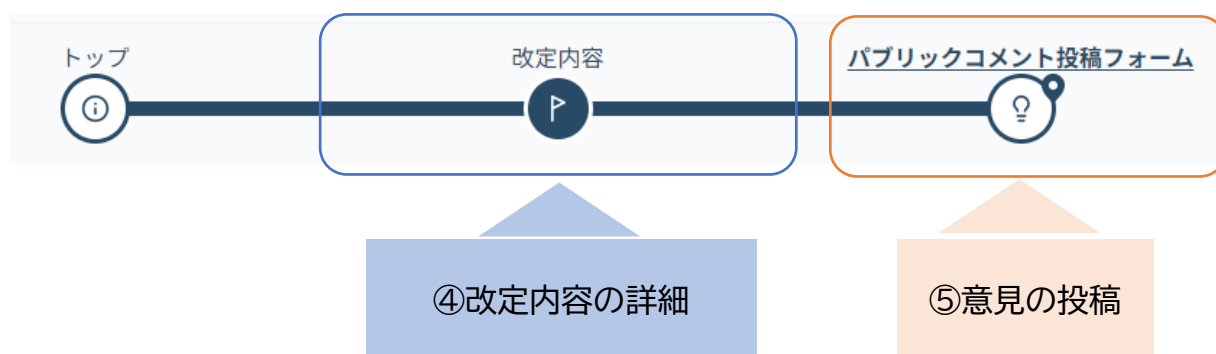 トップ
改定内容
パブリックコメント投稿フォーム
④改定内容の詳細
⑤意見の投稿